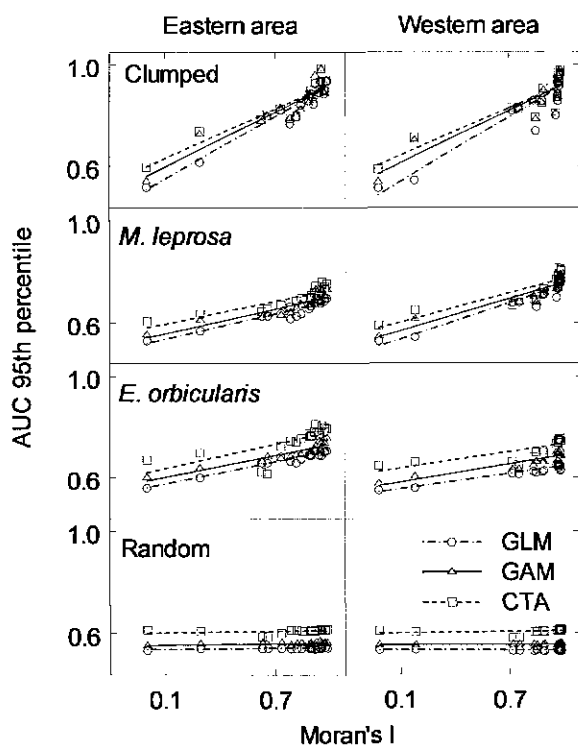 Eastern area Western area
1.0 Clumped
0.6
1.0
M. leprosa
0.6
1.0
E. orbicularis
0.6
1.0
Random
GLM
GAM
CTA
0.6
0.1 0.7 0.1 0.7
Moran's I
AUC 95th percentile